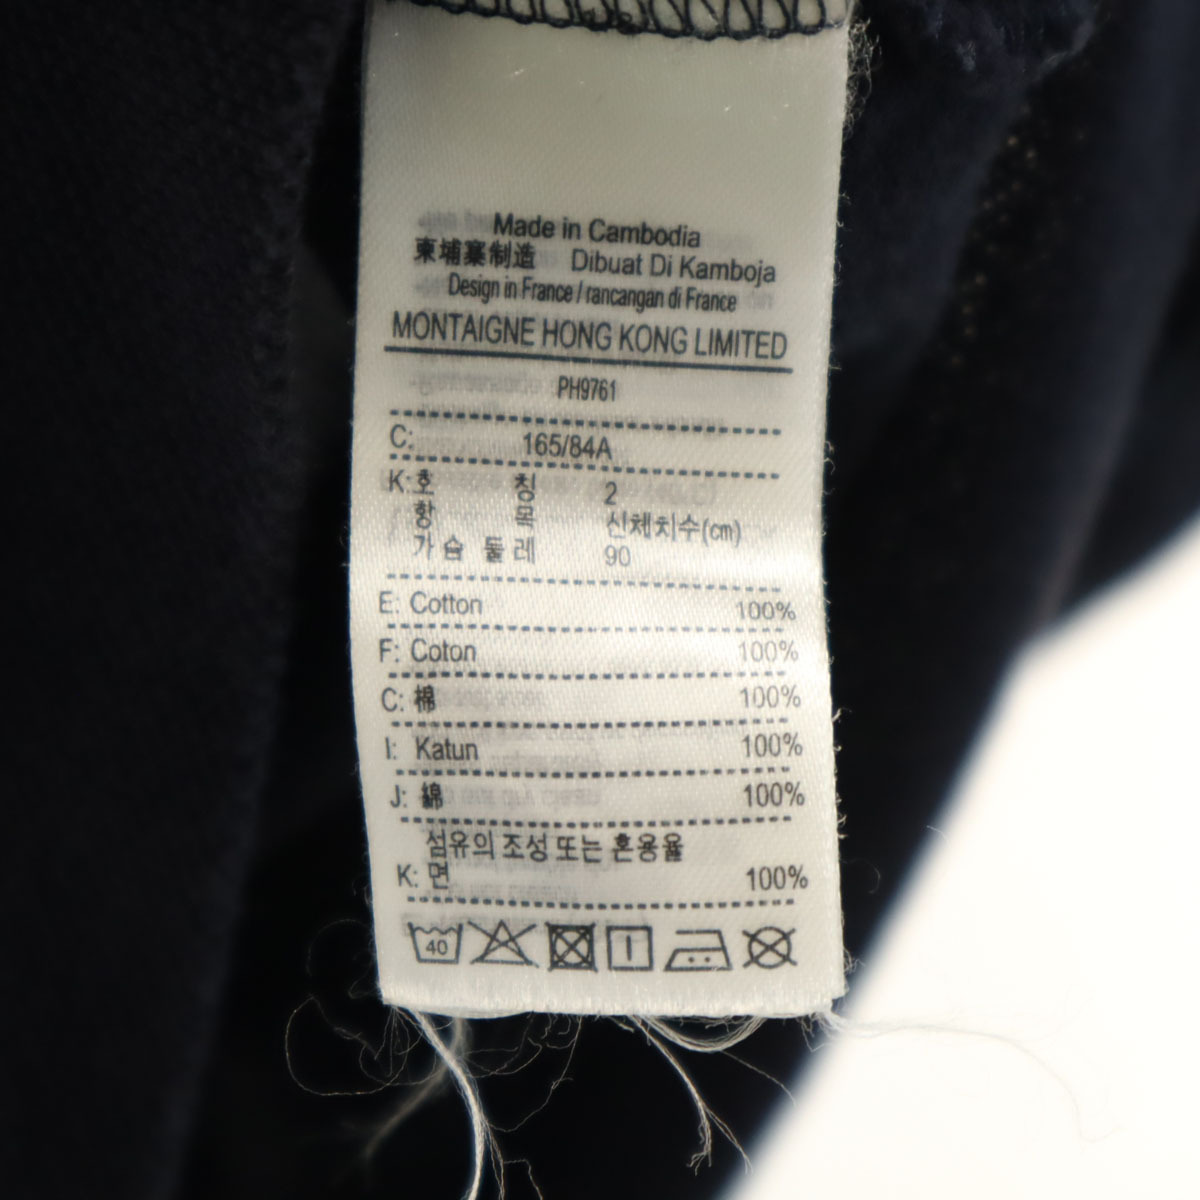 Made in Cambodia
柬埔寨制造 Dibuat Di Kamboja
Design in France / rancangan di France
MONTAIGNE HONG KONG LIMITED
PH9761
C: 165/84A
K: 호 칭 2
항 목 신체치수(cm)
가슴 둘레 90
E: Cotton 100%
F: Coton 100%
C: 棉 100%
I: Katun 100%
J: 綿 100%
섬유의 조성 또는 혼용율
K: 면 100%
40